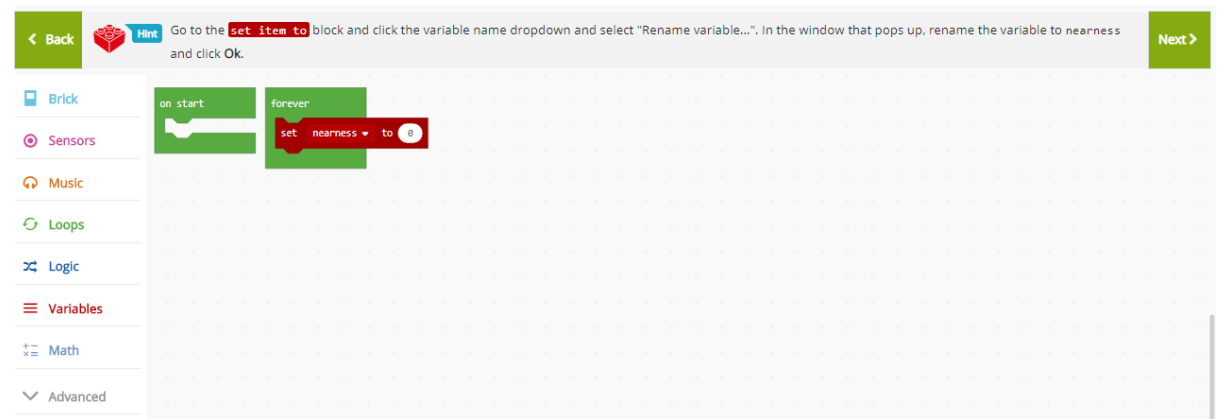 Back
Hint
Go to the set item to block and click the variable name dropdown and select "Rename variable...". In the window that pops up, rename the variable to nearness
and click Ok.
Next
Brick
Sensors
Music
Loops
Logic
Variables
Math
Advanced
on start
forever
set nearness to 0